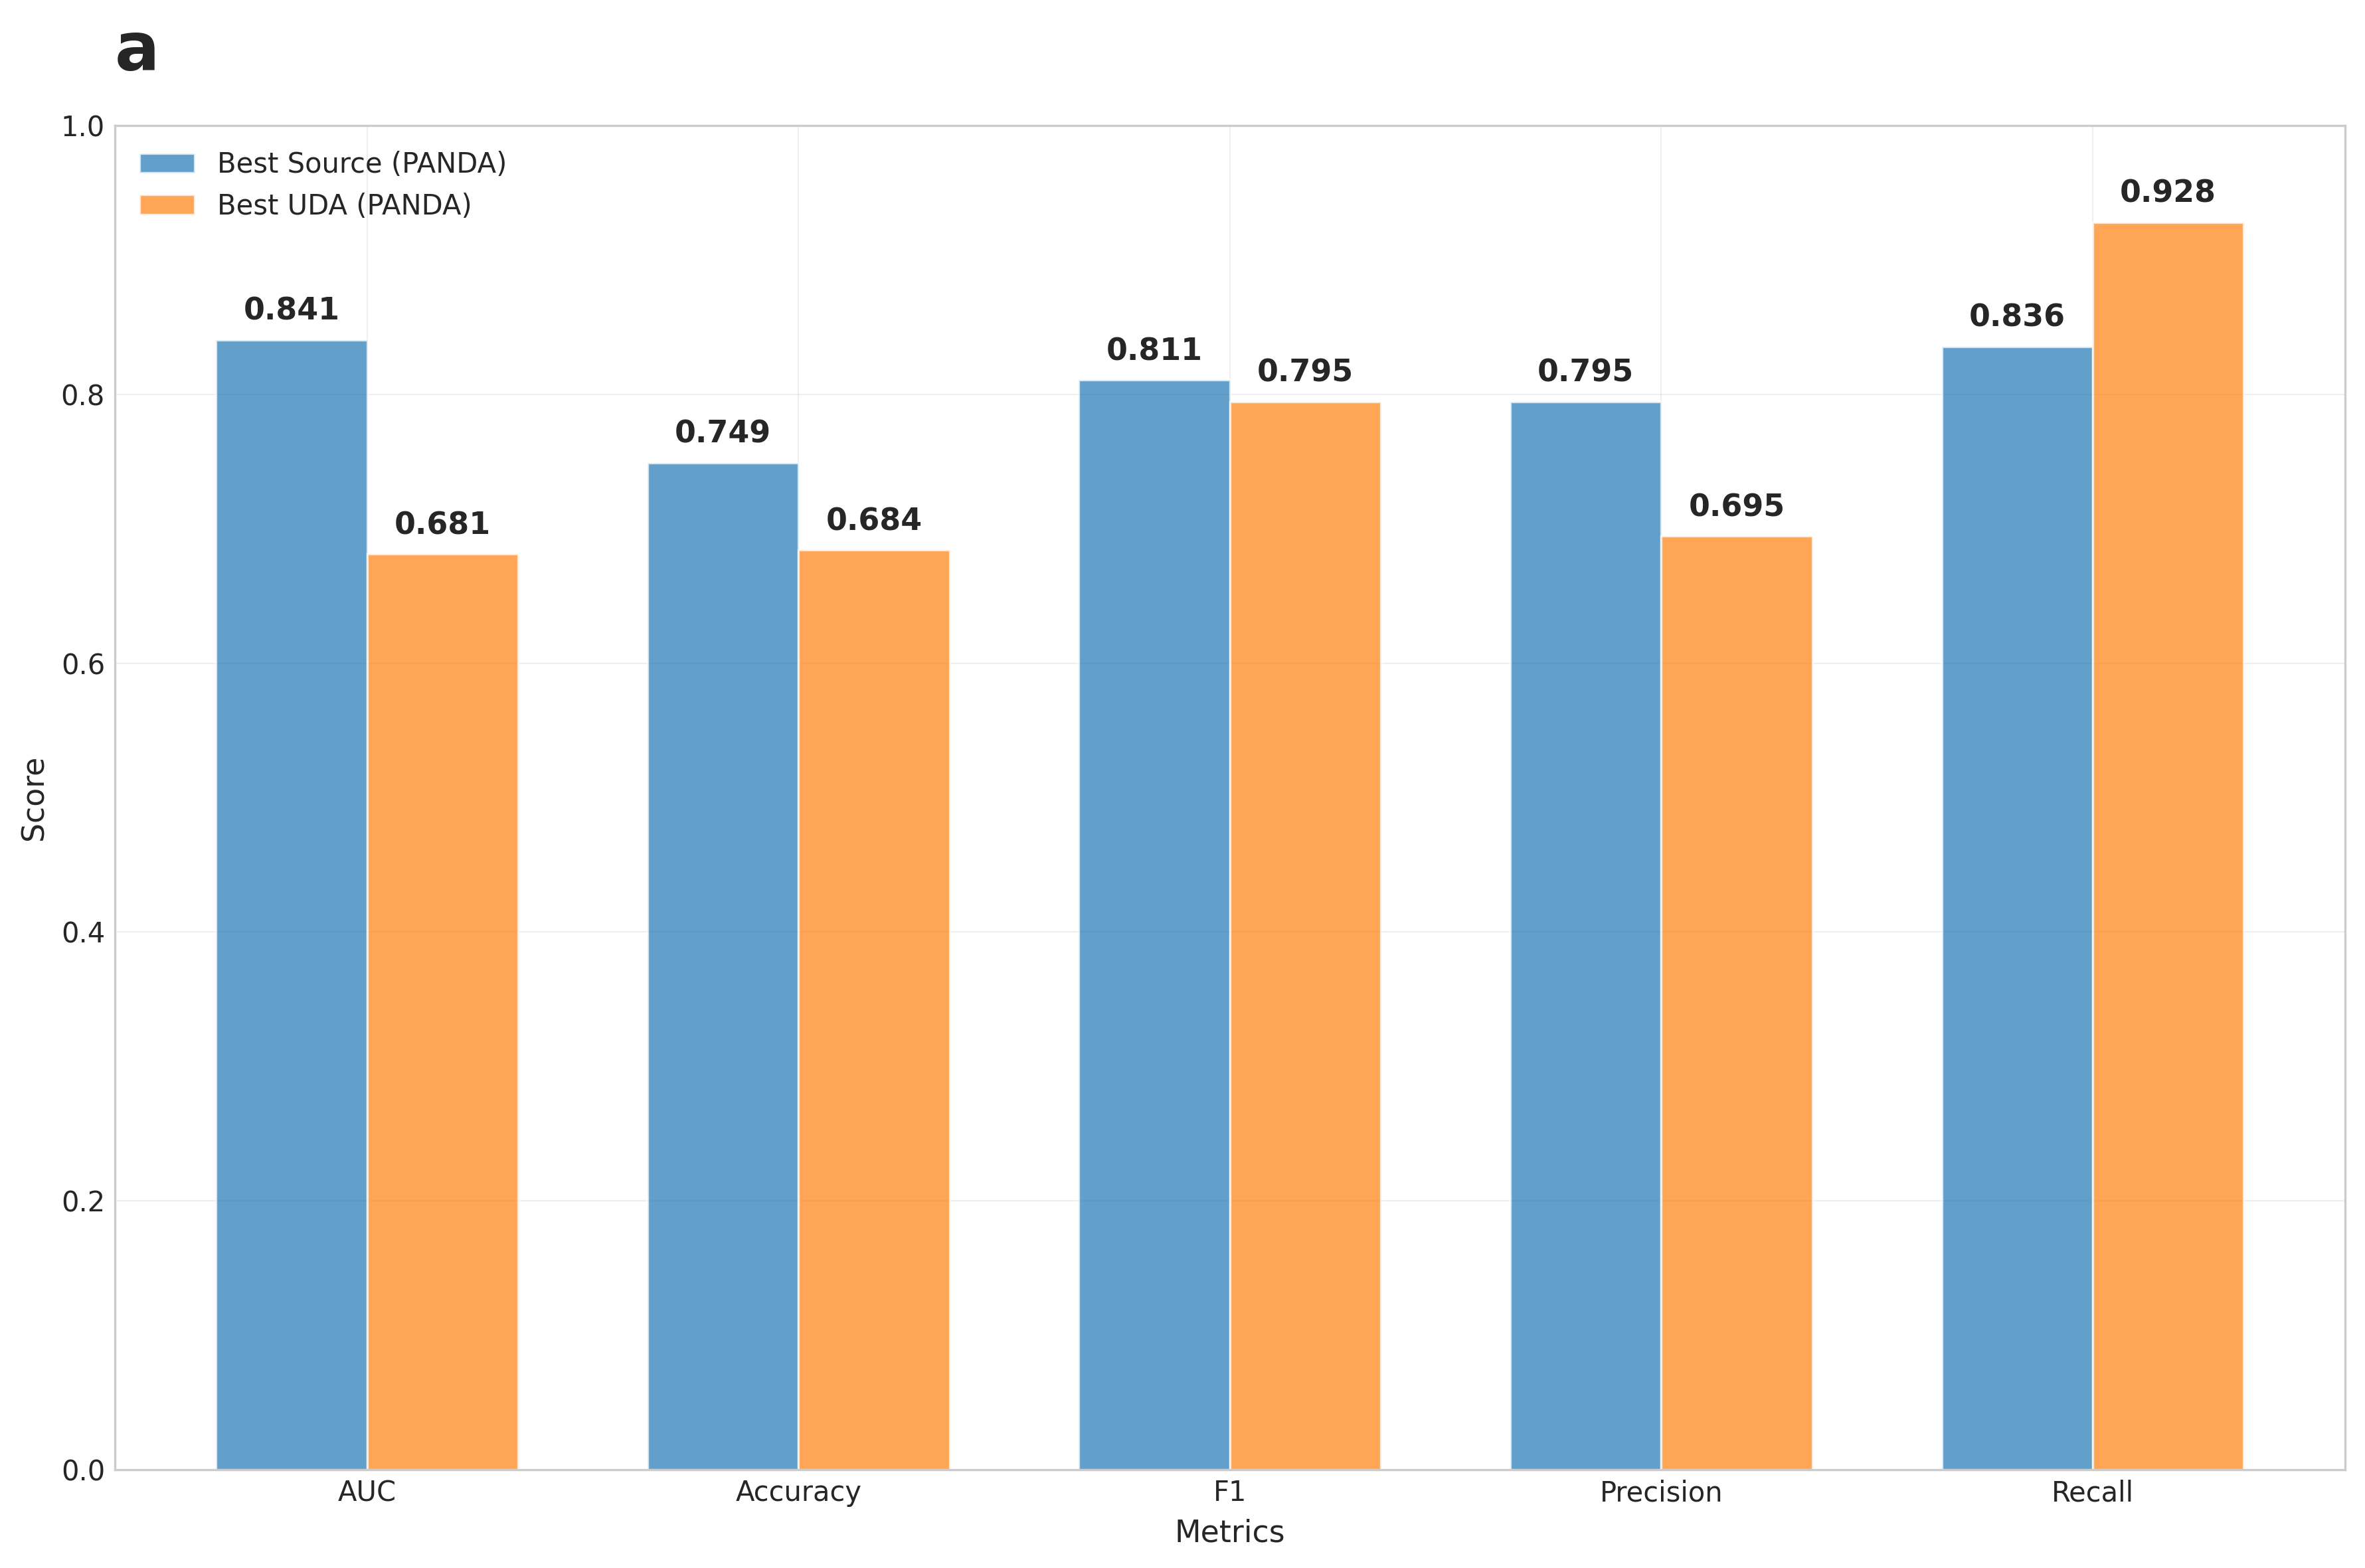 a
Best Source (PANDA)
Best UDA (PANDA)
1.0
0.8
0.6
0.4
0.2
0.0
Score
0.841
0.681
0.749
0.684
0.811
0.795
0.795
0.695
0.836
0.928
AUC
Accuracy
F1
Precision
Recall
Metrics